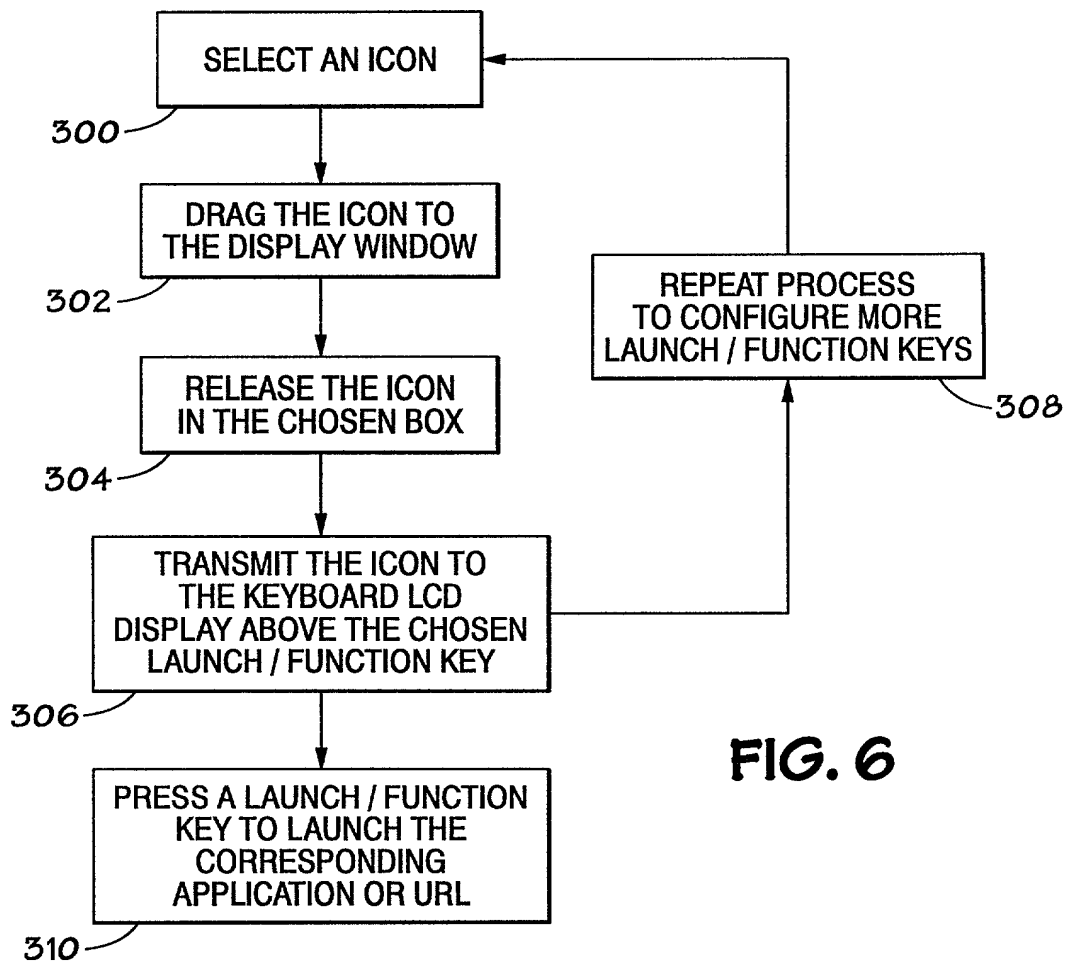 SELECT AN ICON
300
DRAG THE ICON TO
THE DISPLAY WINDOW
302
RELEASE THE ICON
IN THE CHOSEN BOX
304
TRANSMIT THE ICON TO
THE KEYBOARD LCD
DISPLAY ABOVE THE CHOSEN
LAUNCH / FUNCTION KEY
306
REPEAT PROCESS
TO CONFIGURE MORE
LAUNCH / FUNCTION KEYS
308
PRESS A LAUNCH / FUNCTION
KEY TO LAUNCH THE
CORRESPONDING
APPLICATION OR URL
310
FIG. 6